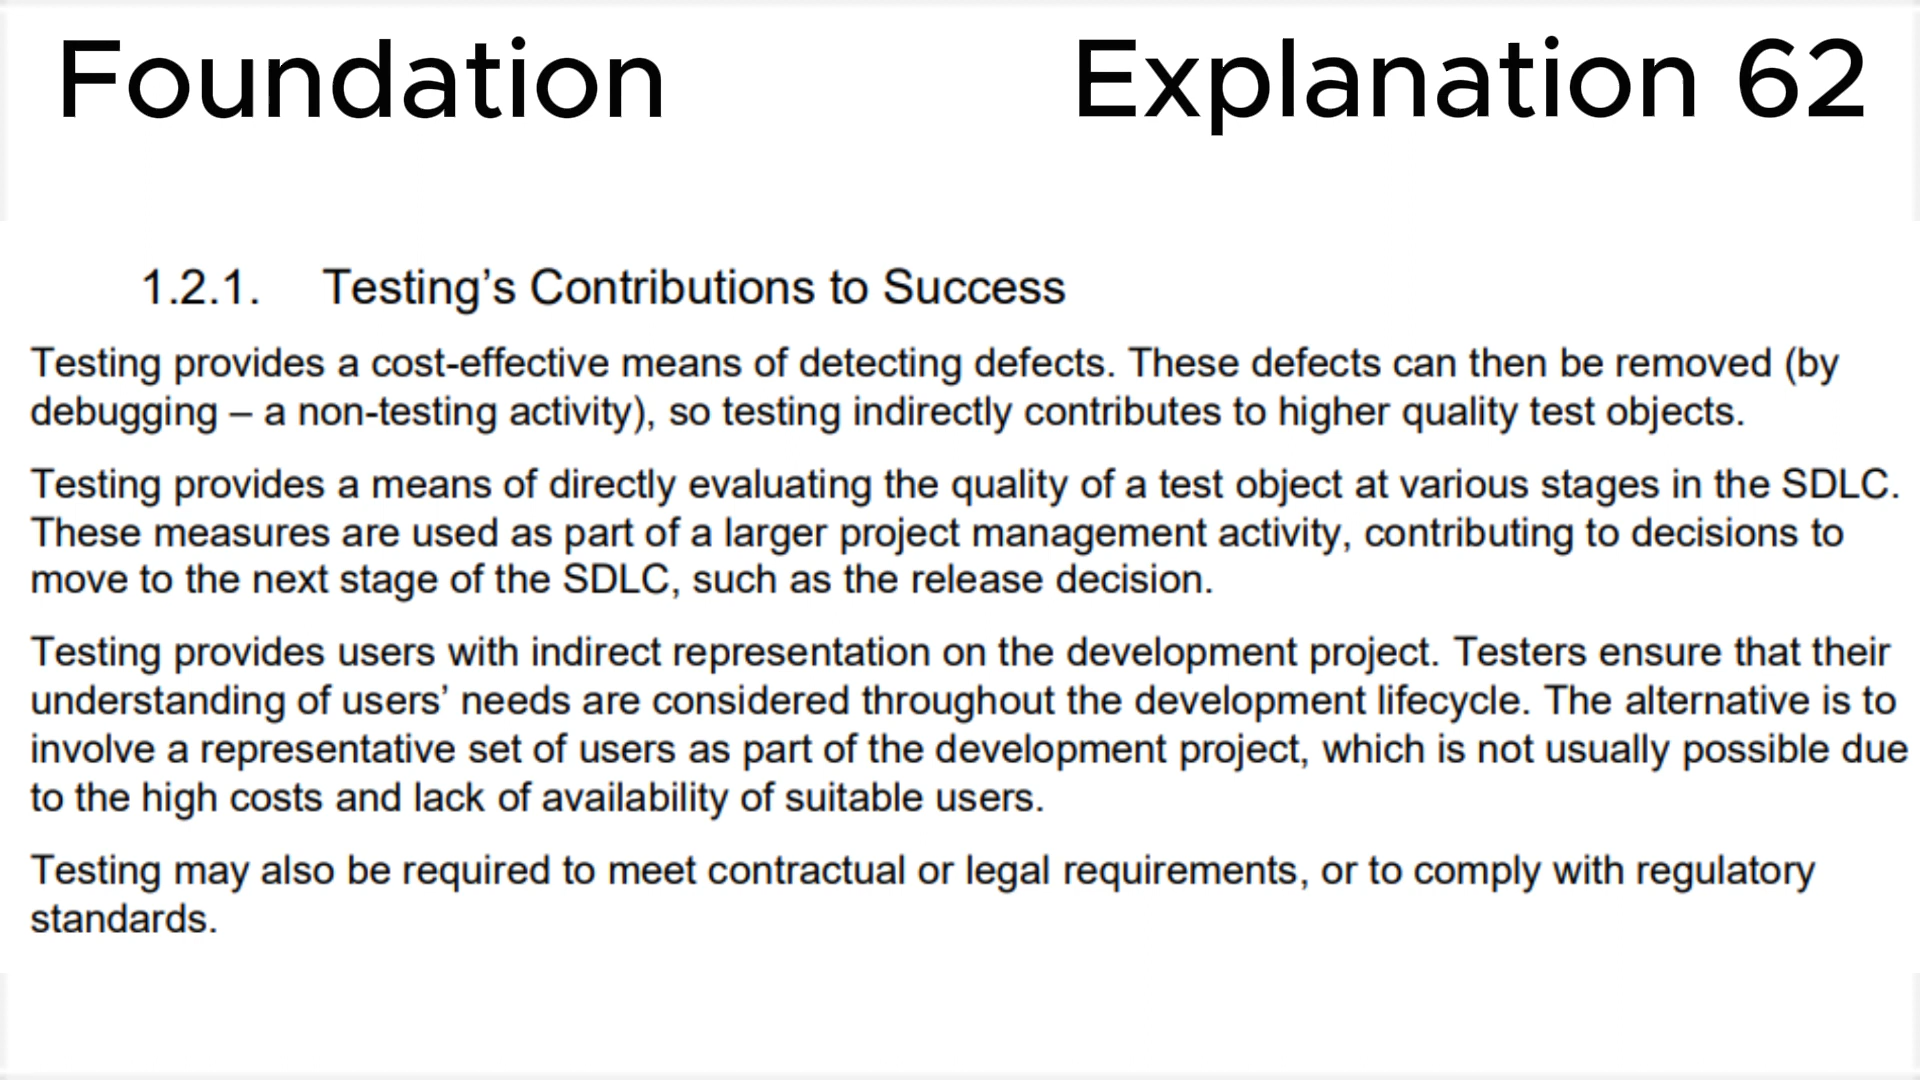 Foundation Explanation 62
1.2.1. Testing’s Contributions to Success
Testing provides a cost-effective means of detecting defects. These defects can then be removed (by
debugging – a non-testing activity), so testing indirectly contributes to higher quality test objects.
Testing provides a means of directly evaluating the quality of a test object at various stages in the SDLC.
These measures are used as part of a larger project management activity, contributing to decisions to
move to the next stage of the SDLC, such as the release decision.
Testing provides users with indirect representation on the development project. Testers ensure that their
understanding of users’ needs are considered throughout the development lifecycle. The alternative is to
involve a representative set of users as part of the development project, which is not usually possible due
to the high costs and lack of availability of suitable users.
Testing may also be required to meet contractual or legal requirements, or to comply with regulatory
standards.